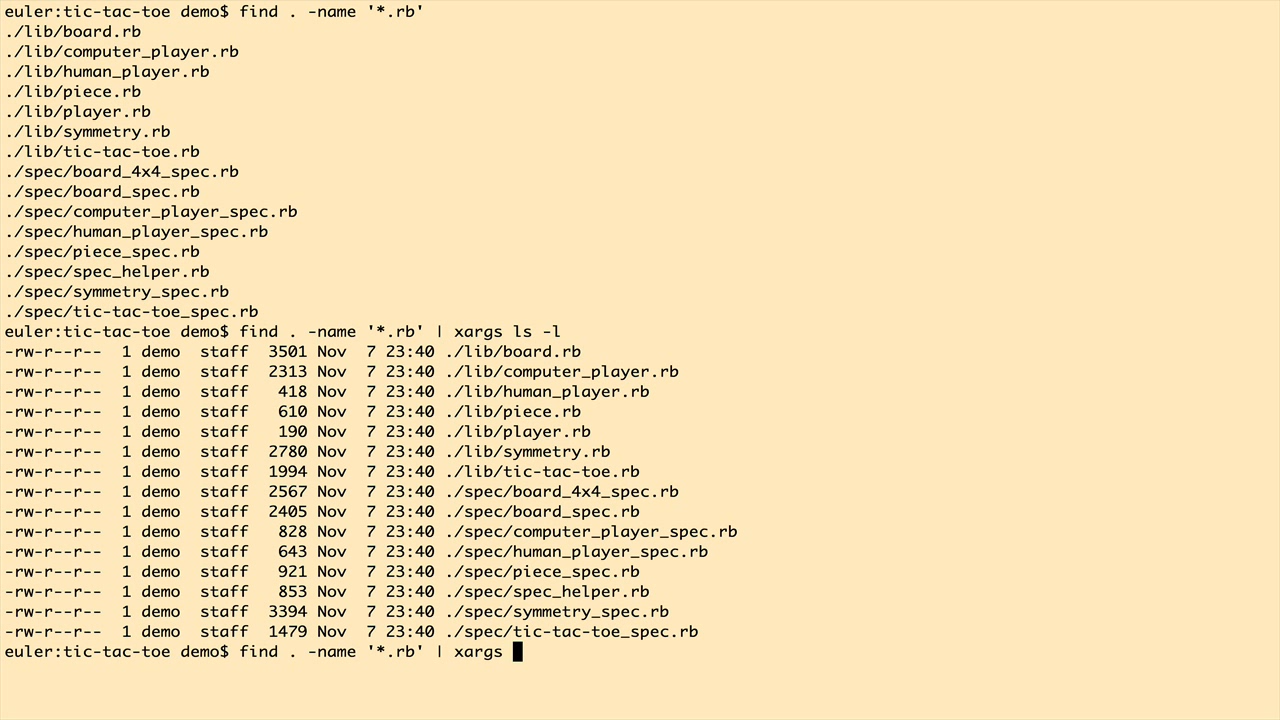 euler:tic-tac-toe demo$ find . -name '*.rb'
./lib/board.rb
./lib/computer_player.rb
./lib/human_player.rb
./lib/piece.rb
./lib/player.rb
./lib/symmetry.rb
./lib/tic-tac-toe.rb
./spec/board_4x4_spec.rb
./spec/board_spec.rb
./spec/computer_player_spec.rb
./spec/human_player_spec.rb
./spec/piece_spec.rb
./spec/spec_helper.rb
./spec/symmetry_spec.rb
./spec/tic-tac-toe_spec.rb
euler:tic-tac-toe demo$ find . -name '*.rb' | xargs ls -l
-rw-r--r--  1 demo  staff  3501 Nov  7 23:40 ./lib/board.rb
-rw-r--r--  1 demo  staff  2313 Nov  7 23:40 ./lib/computer_player.rb
-rw-r--r--  1 demo  staff   418 Nov  7 23:40 ./lib/human_player.rb
-rw-r--r--  1 demo  staff   610 Nov  7 23:40 ./lib/piece.rb
-rw-r--r--  1 demo  staff   190 Nov  7 23:40 ./lib/player.rb
-rw-r--r--  1 demo  staff  2780 Nov  7 23:40 ./lib/symmetry.rb
-rw-r--r--  1 demo  staff  1994 Nov  7 23:40 ./lib/tic-tac-toe.rb
-rw-r--r--  1 demo  staff  2567 Nov  7 23:40 ./spec/board_4x4_spec.rb
-rw-r--r--  1 demo  staff  2405 Nov  7 23:40 ./spec/board_spec.rb
-rw-r--r--  1 demo  staff   828 Nov  7 23:40 ./spec/computer_player_spec.rb
-rw-r--r--  1 demo  staff   643 Nov  7 23:40 ./spec/human_player_spec.rb
-rw-r--r--  1 demo  staff   921 Nov  7 23:40 ./spec/piece_spec.rb
-rw-r--r--  1 demo  staff   853 Nov  7 23:40 ./spec/spec_helper.rb
-rw-r--r--  1 demo  staff  3394 Nov  7 23:40 ./spec/symmetry_spec.rb
-rw-r--r--  1 demo  staff  1479 Nov  7 23:40 ./spec/tic-tac-toe_spec.rb
euler:tic-tac-toe demo$ find . -name '*.rb' | xargs